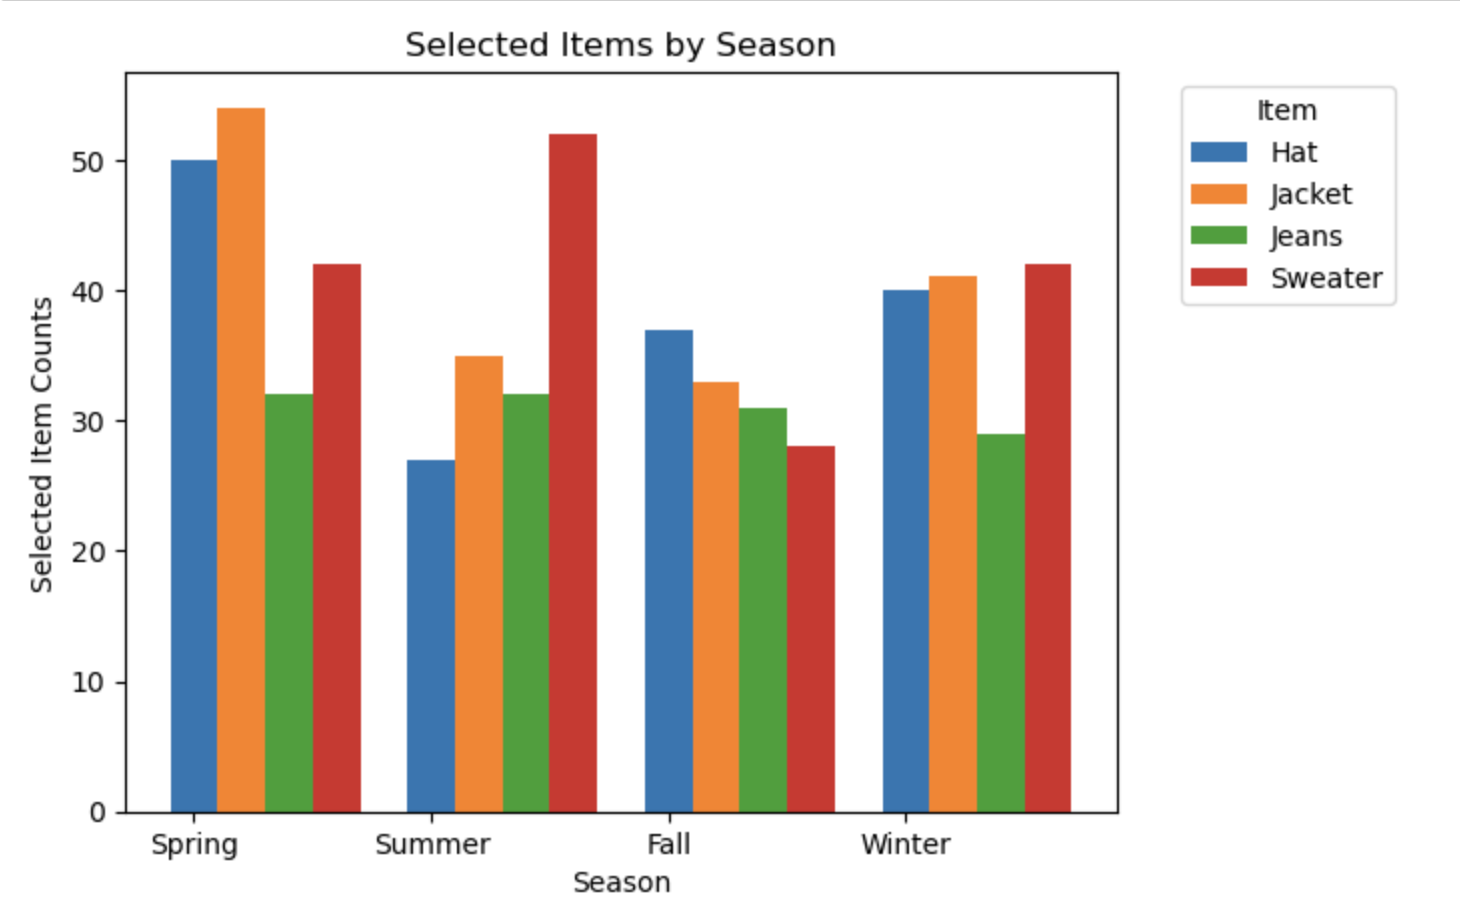 Selected Items by Season
Item
Hat
Jacket
Jeans
Sweater
Selected Item Counts
50
40
30
20
10
0
Spring Summer Fall Winter
Season